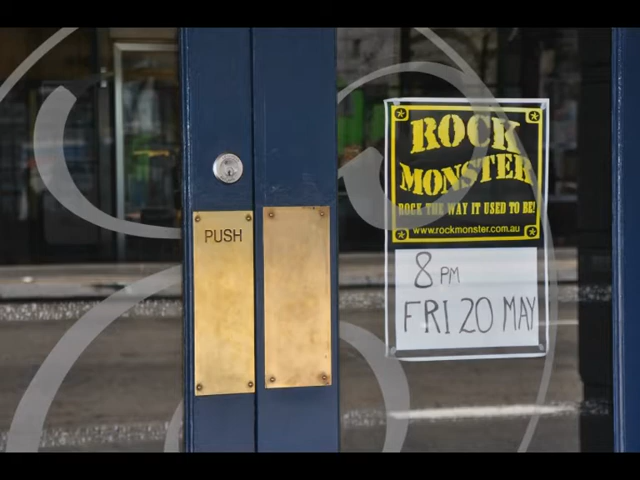 PUSH
ROCK
MONSTER
ROCK THE WAY IT USED TO BE!
www.rockmonster.com.au
8 PM
FRI 20 MAY